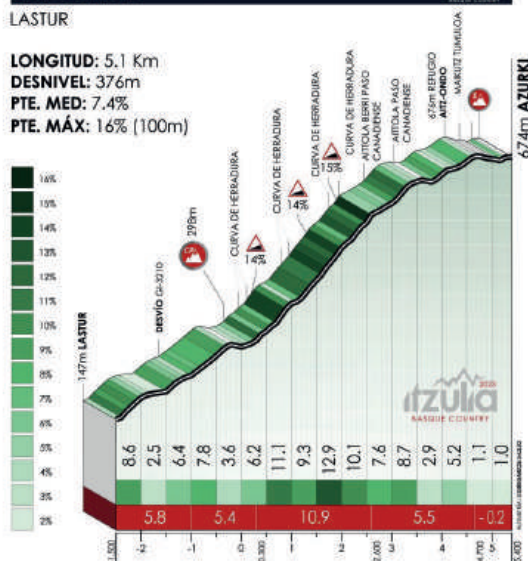 LASTUR
LONGITUD: 5.1 Km
DESNIVEL: 376m
PTE. MED: 7.4%
PTE. MÁX: 16% (100m)
16%
15%
14%
13%
12%
11%
10%
9%
8%
7%
6%
5%
4%
3%
2%
147m LASTUR
DESVÍO GI-3210
298m
CURVA DE HERRADURA
14%
CURVA DE HERRADURA
14%
CURVA DE HERRADURA
15%
CURVA DE HERRADURA
AITTOLA BERRI PASO
CANADIENSE
AITTOLA PASO
CANADIENSE
676m REFUGIO
AITZ-ONDO
MAIKUTZ TUMULOA
674m AZURKI
itzulia
BASQUE COUNTRY
8.6 2.5 6.4 7.8 3.6 6.2 11.1 9.3 12.9 10.1 7.6 8.7 2.9 5.2 1.1 1.0
5.8 5.4 10.9 5.5 -0.2
-2 -1 0 1 2 3 4 5